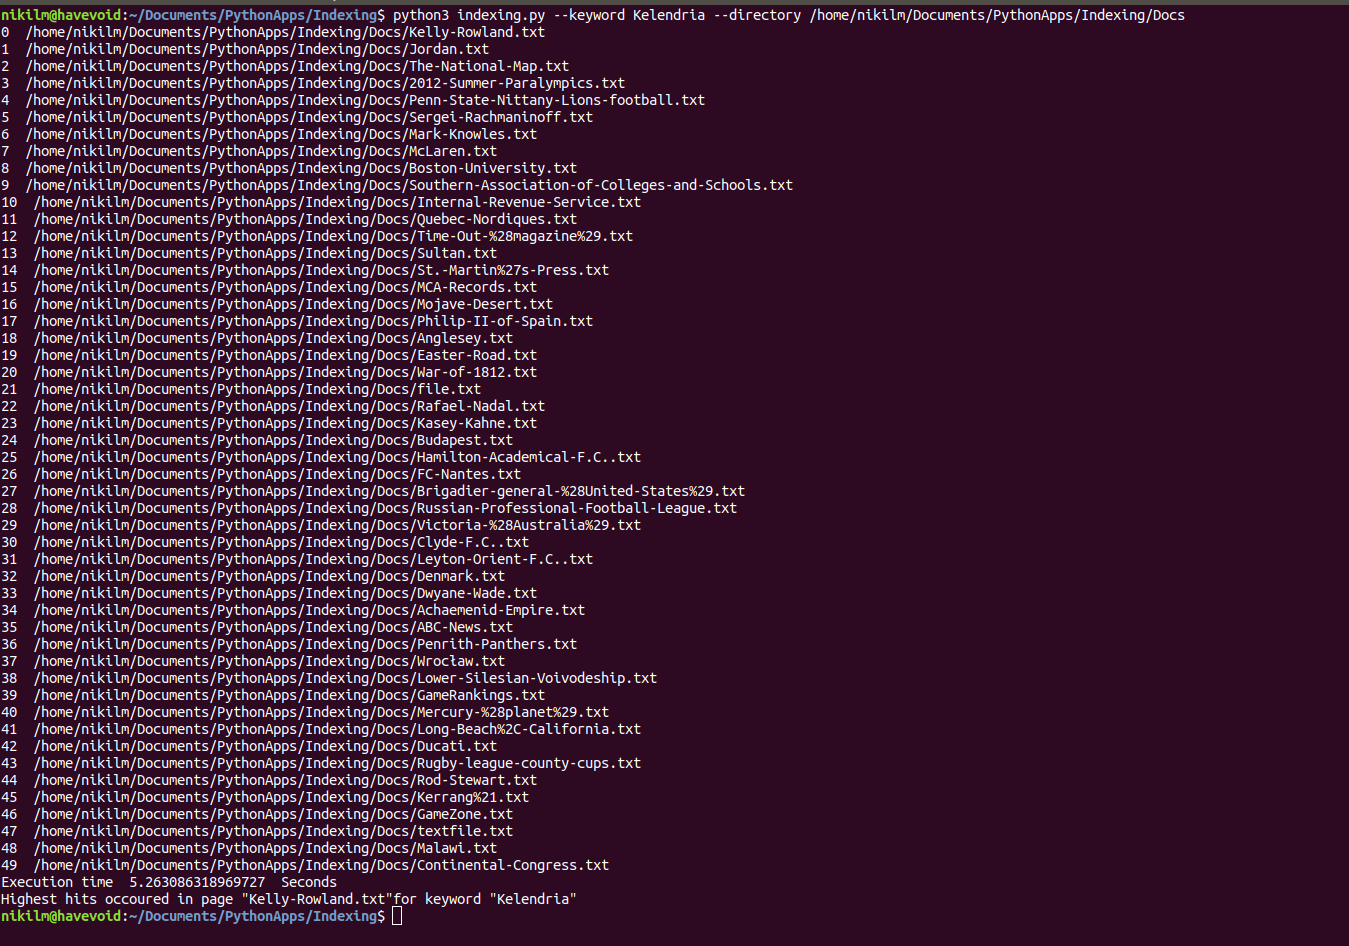 nikilm@havevoid:~/Documents/PythonApps/Indexing$ python3 indexing.py --keyword Kelendria --directory /home/nikilm/Documents/PythonApps/Indexing/Docs
0  /home/nikilm/Documents/PythonApps/Indexing/Docs/Kelly-Rowland.txt
1  /home/nikilm/Documents/PythonApps/Indexing/Docs/Jordan.txt
2  /home/nikilm/Documents/PythonApps/Indexing/Docs/The-National-Map.txt
3  /home/nikilm/Documents/PythonApps/Indexing/Docs/2012-Summer-Paralympics.txt
4  /home/nikilm/Documents/PythonApps/Indexing/Docs/Penn-State-Nittany-Lions-football.txt
5  /home/nikilm/Documents/PythonApps/Indexing/Docs/Sergei-Rachmaninoff.txt
6  /home/nikilm/Documents/PythonApps/Indexing/Docs/Mark-Knowles.txt
7  /home/nikilm/Documents/PythonApps/Indexing/Docs/McLaren.txt
8  /home/nikilm/Documents/PythonApps/Indexing/Docs/Boston-University.txt
9  /home/nikilm/Documents/PythonApps/Indexing/Docs/Southern-Association-of-Colleges-and-Schools.txt
10  /home/nikilm/Documents/PythonApps/Indexing/Docs/Internal-Revenue-Service.txt
11  /home/nikilm/Documents/PythonApps/Indexing/Docs/Quebec-Nordiques.txt
12  /home/nikilm/Documents/PythonApps/Indexing/Docs/Time-Out-%28magazine%29.txt
13  /home/nikilm/Documents/PythonApps/Indexing/Docs/Sultan.txt
14  /home/nikilm/Documents/PythonApps/Indexing/Docs/St.-Martin%27s-Press.txt
15  /home/nikilm/Documents/PythonApps/Indexing/Docs/MCA-Records.txt
16  /home/nikilm/Documents/PythonApps/Indexing/Docs/Mojave-Desert.txt
17  /home/nikilm/Documents/PythonApps/Indexing/Docs/Philip-II-of-Spain.txt
18  /home/nikilm/Documents/PythonApps/Indexing/Docs/Anglesey.txt
19  /home/nikilm/Documents/PythonApps/Indexing/Docs/Easter-Road.txt
20  /home/nikilm/Documents/PythonApps/Indexing/Docs/War-of-1812.txt
21  /home/nikilm/Documents/PythonApps/Indexing/Docs/file.txt
22  /home/nikilm/Documents/PythonApps/Indexing/Docs/Rafael-Nadal.txt
23  /home/nikilm/Documents/PythonApps/Indexing/Docs/Kasey-Kahne.txt
24  /home/nikilm/Documents/PythonApps/Indexing/Docs/Budapest.txt
25  /home/nikilm/Documents/PythonApps/Indexing/Docs/Hamilton-Academical-F.C..txt
26  /home/nikilm/Documents/PythonApps/Indexing/Docs/FC-Nantes.txt
27  /home/nikilm/Documents/PythonApps/Indexing/Docs/Brigadier-general-%28United-States%29.txt
28  /home/nikilm/Documents/PythonApps/Indexing/Docs/Russian-Professional-Football-League.txt
29  /home/nikilm/Documents/PythonApps/Indexing/Docs/Victoria-%28Australia%29.txt
30  /home/nikilm/Documents/PythonApps/Indexing/Docs/Clyde-F.C..txt
31  /home/nikilm/Documents/PythonApps/Indexing/Docs/Leyton-Orient-F.C..txt
32  /home/nikilm/Documents/PythonApps/Indexing/Docs/Denmark.txt
33  /home/nikilm/Documents/PythonApps/Indexing/Docs/Dwyane-Wade.txt
34  /home/nikilm/Documents/PythonApps/Indexing/Docs/Achaemenid-Empire.txt
35  /home/nikilm/Documents/PythonApps/Indexing/Docs/ABC-News.txt
36  /home/nikilm/Documents/PythonApps/Indexing/Docs/Penrith-Panthers.txt
37  /home/nikilm/Documents/PythonApps/Indexing/Docs/Wrocław.txt
38  /home/nikilm/Documents/PythonApps/Indexing/Docs/Lower-Silesian-Voivodeship.txt
39  /home/nikilm/Documents/PythonApps/Indexing/Docs/GameRankings.txt
40  /home/nikilm/Documents/PythonApps/Indexing/Docs/Mercury-%28planet%29.txt
41  /home/nikilm/Documents/PythonApps/Indexing/Docs/Long-Beach%2C-California.txt
42  /home/nikilm/Documents/PythonApps/Indexing/Docs/Ducati.txt
43  /home/nikilm/Documents/PythonApps/Indexing/Docs/Rugby-league-county-cups.txt
44  /home/nikilm/Documents/PythonApps/Indexing/Docs/Rod-Stewart.txt
45  /home/nikilm/Documents/PythonApps/Indexing/Docs/Kerrang%21.txt
46  /home/nikilm/Documents/PythonApps/Indexing/Docs/GameZone.txt
47  /home/nikilm/Documents/PythonApps/Indexing/Docs/textfile.txt
48  /home/nikilm/Documents/PythonApps/Indexing/Docs/Malawi.txt
49  /home/nikilm/Documents/PythonApps/Indexing/Docs/Continental-Congress.txt
Execution time  5.263086318969727  Seconds
Highest hits occoured in page "Kelly-Rowland.txt"for keyword "Kelendria"
nikilm@havevoid:~/Documents/PythonApps/Indexing$